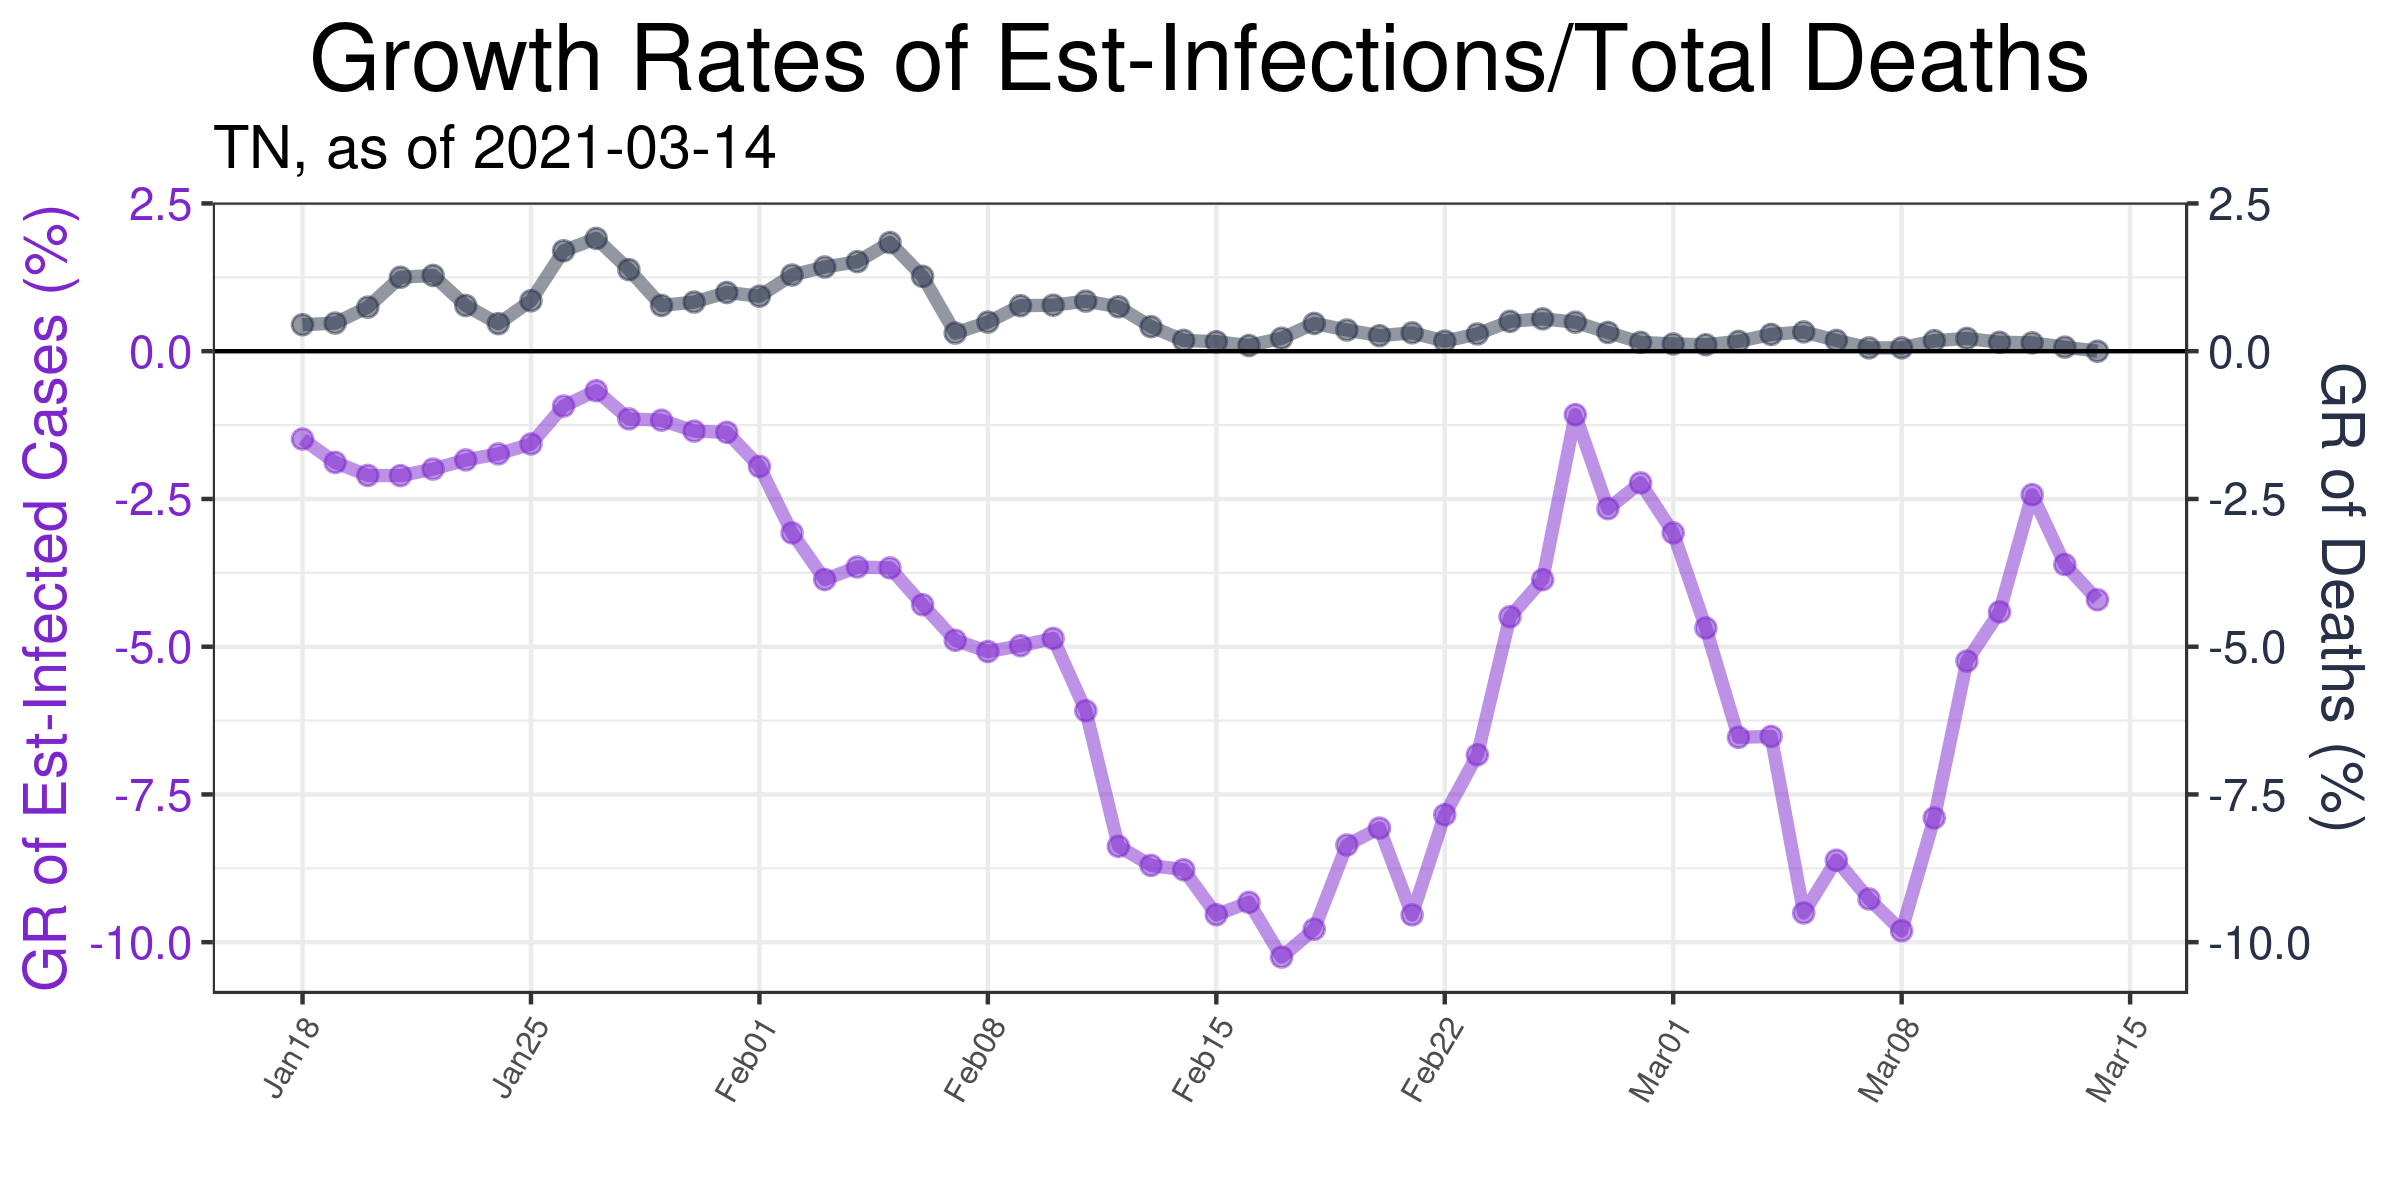 Growth Rates of Est-Infections/Total Deaths
TN, as of 2021-03-14
GR of Est-Infected Cases (%)
2.5
0.0
-2.5
-5.0
-7.5
-10.0
2.5
0.0
-2.5
-5.0
-7.5
-10.0
GR of Deaths (%)
Jan18
Jan25
Feb01
Feb08
Feb15
Feb22
Mar01
Mar08
Mar15